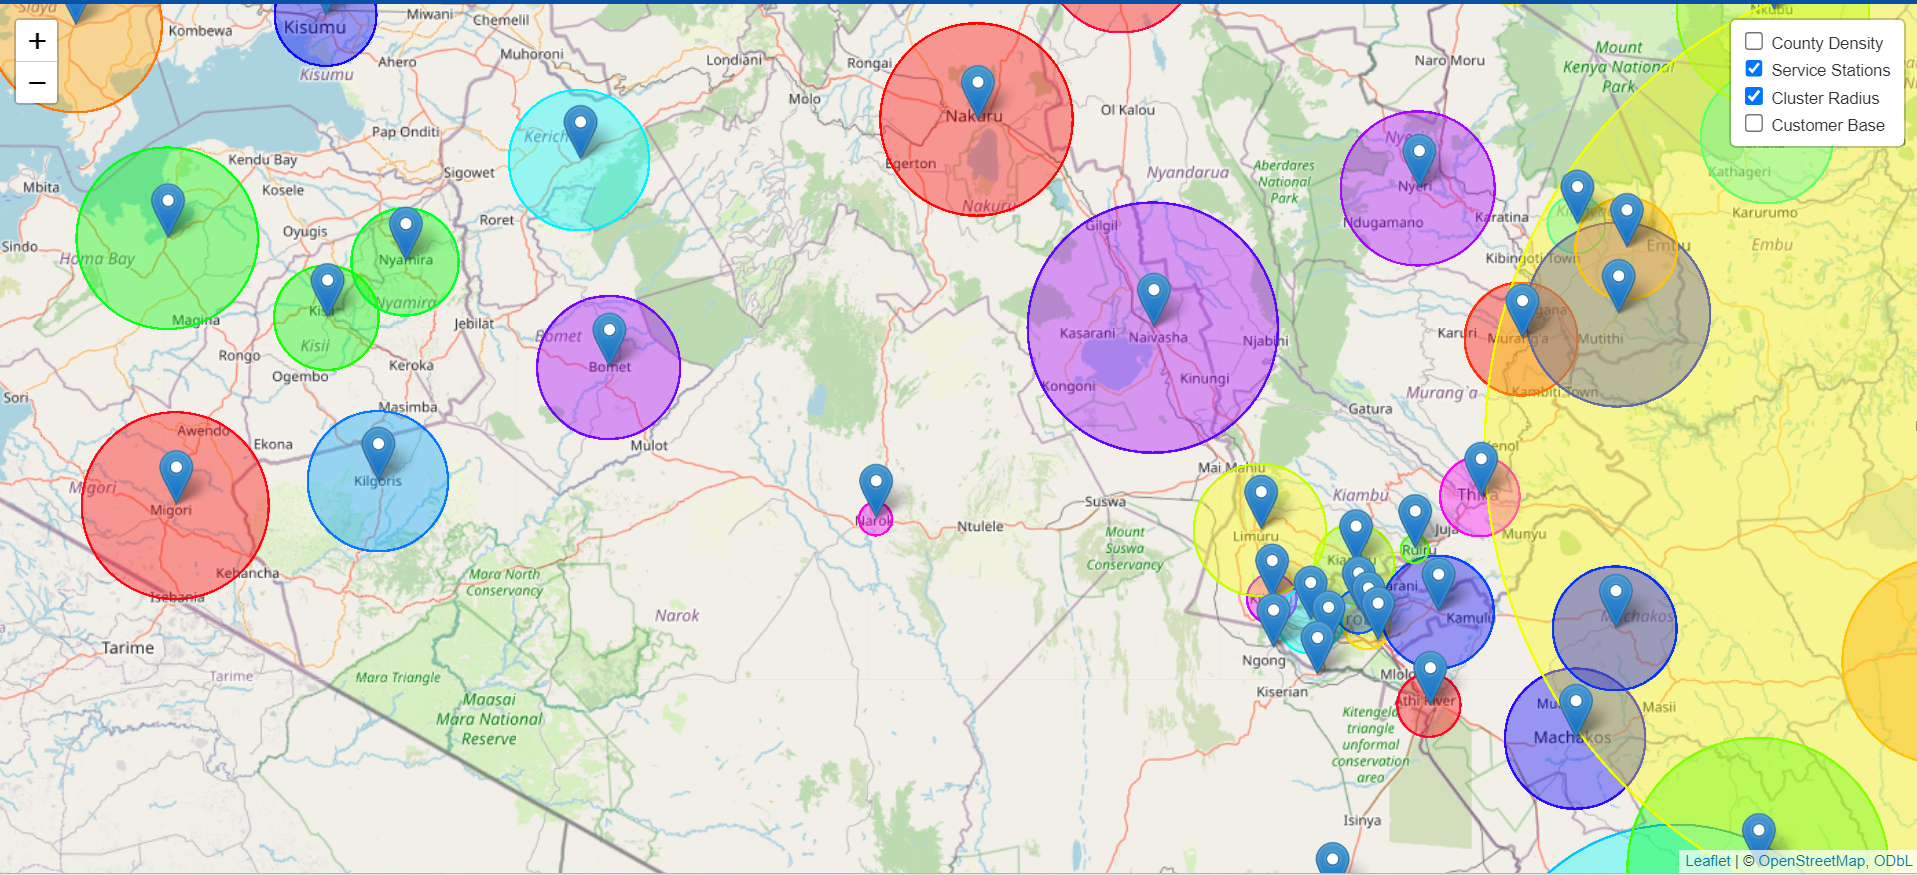 Siaya
Kombewa
Kisumu
Miwani
Chemelil
Muhoroni
Ahero
Kisumu
Londiani
Rongai
Molo
Naro Moru
Mount
Kenya National
Park
Nkubu
+
−
County Density
Service Stations
Cluster Radius
Customer Base
Ol Kalou
Nakuru
Pap Onditi
Kericho
Kendu Bay
Sigowet
Egerton
Nyandarua
Aberdares
National
Park
Nyeri
Kathageri
Mbita
Kosele
Nakuru
Ndugamano
Karatina
Karurumo
Roret
Oyugis
Gilgil
Sindo
Homa Bay
Nyamira
Kibingoti Town
Embu
Embu
Nyamira
Kisii
Magina
Jebilat
Kisii
Bomet
Kasarani
Naivasha
Njabini
Karuri
Murang'a
Mutithi
Rongo
Keroka
Ogembo
Bomet
Kongoni
Kinungi
Murang'a
Kambiti Town
Sori
Masimba
Gatura
Awendo
Ekona
Mulot
Kenol
Mai Mahiu
Migori
Kilgoris
Kiambu
Thika
Migori
Suswa
Narok
Ntulele
Limuru
Juja
Munyu
Mount
Suswa
Conservancy
Ruiru
Kehancha
Mara North
Conservancy
Isebania
Narok
Kamulu
Machakos
Tarime
Ngong
Tarime
Mara Triangle
Kiserian
Mlolo
Athi River
Maasai
Mara National
Reserve
Masii
Kitengela
triangle
unformal
conservation
area
Machakos
Isinya
Leaflet | © OpenStreetMap, ODbL